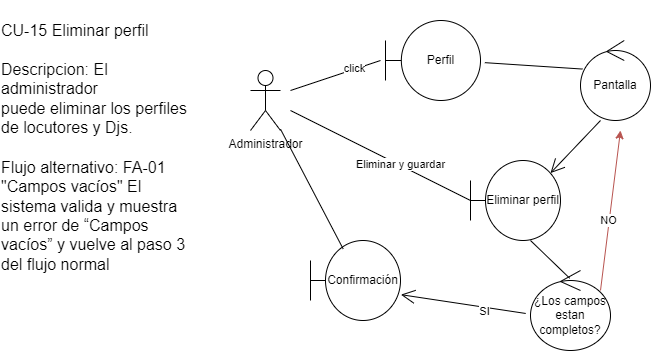 CU-15 Eliminar perfil
Descripcion: El
administrador
puede eliminar los perfiles
de locutores y Djs.
Flujo alternativo: FA-01
"Campos vacíos" El
sistema valida y muestra
un error de “Campos
vacíos” y vuelve al paso 3
del flujo normal
Perfil
click
Pantalla
Administrador
Eliminar y guardar
Eliminar perfil
NO
Confirmación
¿Los campos
estan
completos?
SI